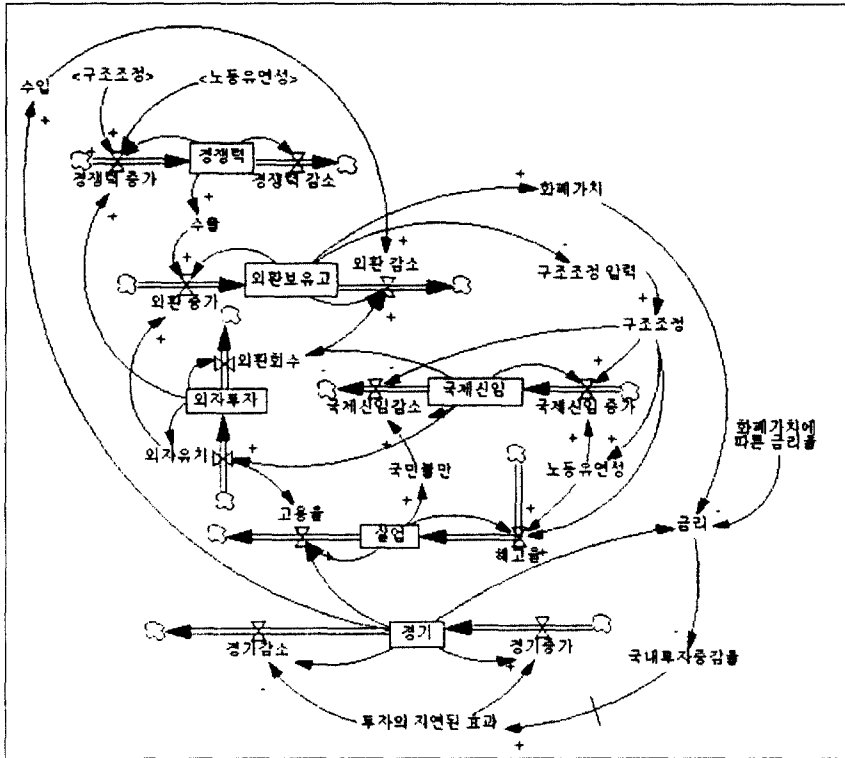 수입
<구조조정>
<노동유연성>
경쟁력
경쟁력 증가
경쟁력 감소
수출
화폐가치
외환보유고
외환 감소
외환 증가
구조조정 압력
구조조정
외환회수
외자투자
국제신임
국제신임감소
국제신임 증가
외자유치
국민불만
노동유연성
화폐가치에
따른 금리율
고용율
실업
해고율
금리
경기
경기감소
경기증가
국내투자증감율
투자의 지연된 효과